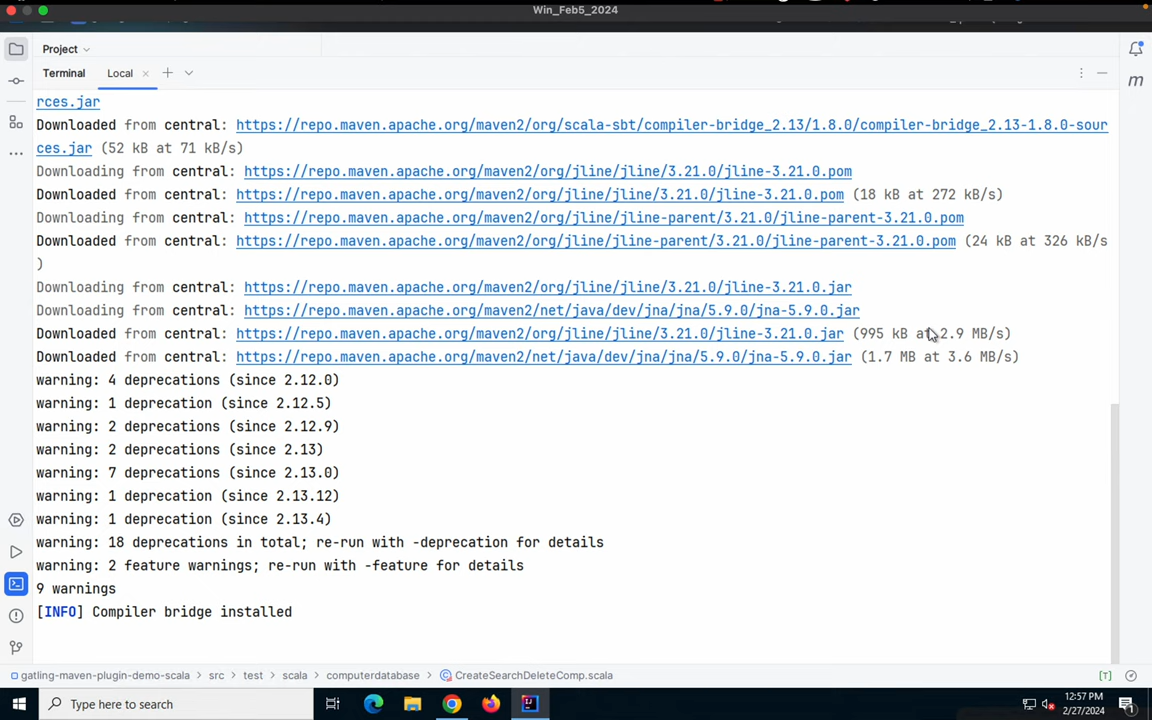 Win_Feb5_2024
Project
Terminal Local
rces.jar
Downloaded from central: https://repo.maven.apache.org/maven2/org/scala-sbt/compiler-bridge_2.13/1.8.0/compiler-bridge_2.13-1.8.0-sour
ces.jar (52 kB at 71 kB/s)
Downloading from central: https://repo.maven.apache.org/maven2/org/jline/jline/3.21.0/jline-3.21.0.pom
Downloaded from central: https://repo.maven.apache.org/maven2/org/jline/jline/3.21.0/jline-3.21.0.pom (18 kB at 272 kB/s)
Downloading from central: https://repo.maven.apache.org/maven2/org/jline/jline-parent/3.21.0/jline-parent-3.21.0.pom
Downloaded from central: https://repo.maven.apache.org/maven2/org/jline/jline-parent/3.21.0/jline-parent-3.21.0.pom (24 kB at 326 kB/s
)
Downloading from central: https://repo.maven.apache.org/maven2/org/jline/jline/3.21.0/jline-3.21.0.jar
Downloading from central: https://repo.maven.apache.org/maven2/net/java/dev/jna/jna/5.9.0/jna-5.9.0.jar
Downloaded from central: https://repo.maven.apache.org/maven2/org/jline/jline/3.21.0/jline-3.21.0.jar (995 kB at 2.9 MB/s)
Downloaded from central: https://repo.maven.apache.org/maven2/net/java/dev/jna/jna/5.9.0/jna-5.9.0.jar (1.7 MB at 3.6 MB/s)
warning: 4 deprecations (since 2.12.0)
warning: 1 deprecation (since 2.12.5)
warning: 2 deprecations (since 2.12.9)
warning: 2 deprecations (since 2.13)
warning: 7 deprecations (since 2.13.0)
warning: 1 deprecation (since 2.13.12)
warning: 1 deprecation (since 2.13.4)
warning: 18 deprecations in total; re-run with -deprecation for details
warning: 2 feature warnings; re-run with -feature for details
9 warnings
[INFO] Compiler bridge installed
gatling-maven-plugin-demo-scala > src > test > scala > computerdatabase > CreateSearchDeleteComp.scala
[T]
Type here to search
12:57 PM
2/27/2024
1